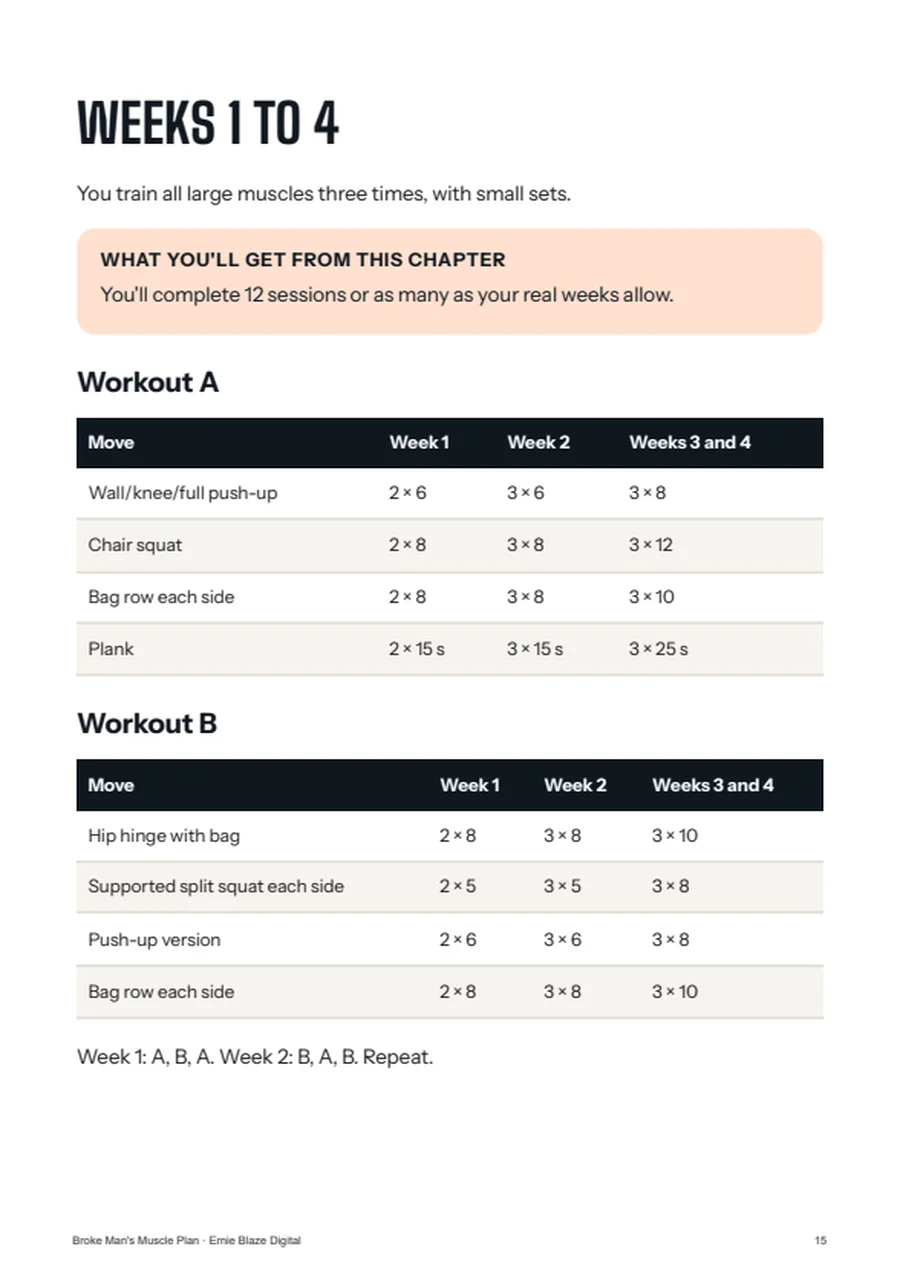 WEEKS 1 TO 4
You train all large muscles three times, with small sets.
WHAT YOU'LL GET FROM THIS CHAPTER
You'll complete 12 sessions or as many as your real weeks allow.
Workout A
Move Week 1 Week 2 Weeks 3 and 4
Wall/knee/full push-up 2 × 6 3 × 6 3 × 8
Chair squat 2 × 8 3 × 8 3 × 12
Bag row each side 2 × 8 3 × 8 3 × 10
Plank 2 × 15 s 3 × 15 s 3 × 25 s
Workout B
Move Week 1 Week 2 Weeks 3 and 4
Hip hinge with bag 2 × 8 3 × 8 3 × 10
Supported split squat each side 2 × 5 3 × 5 3 × 8
Push-up version 2 × 6 3 × 6 3 × 8
Bag row each side 2 × 8 3 × 8 3 × 10
Week 1: A, B, A. Week 2: B, A, B. Repeat.
Broke Man's Muscle Plan · Ernie Blaze Digital 15